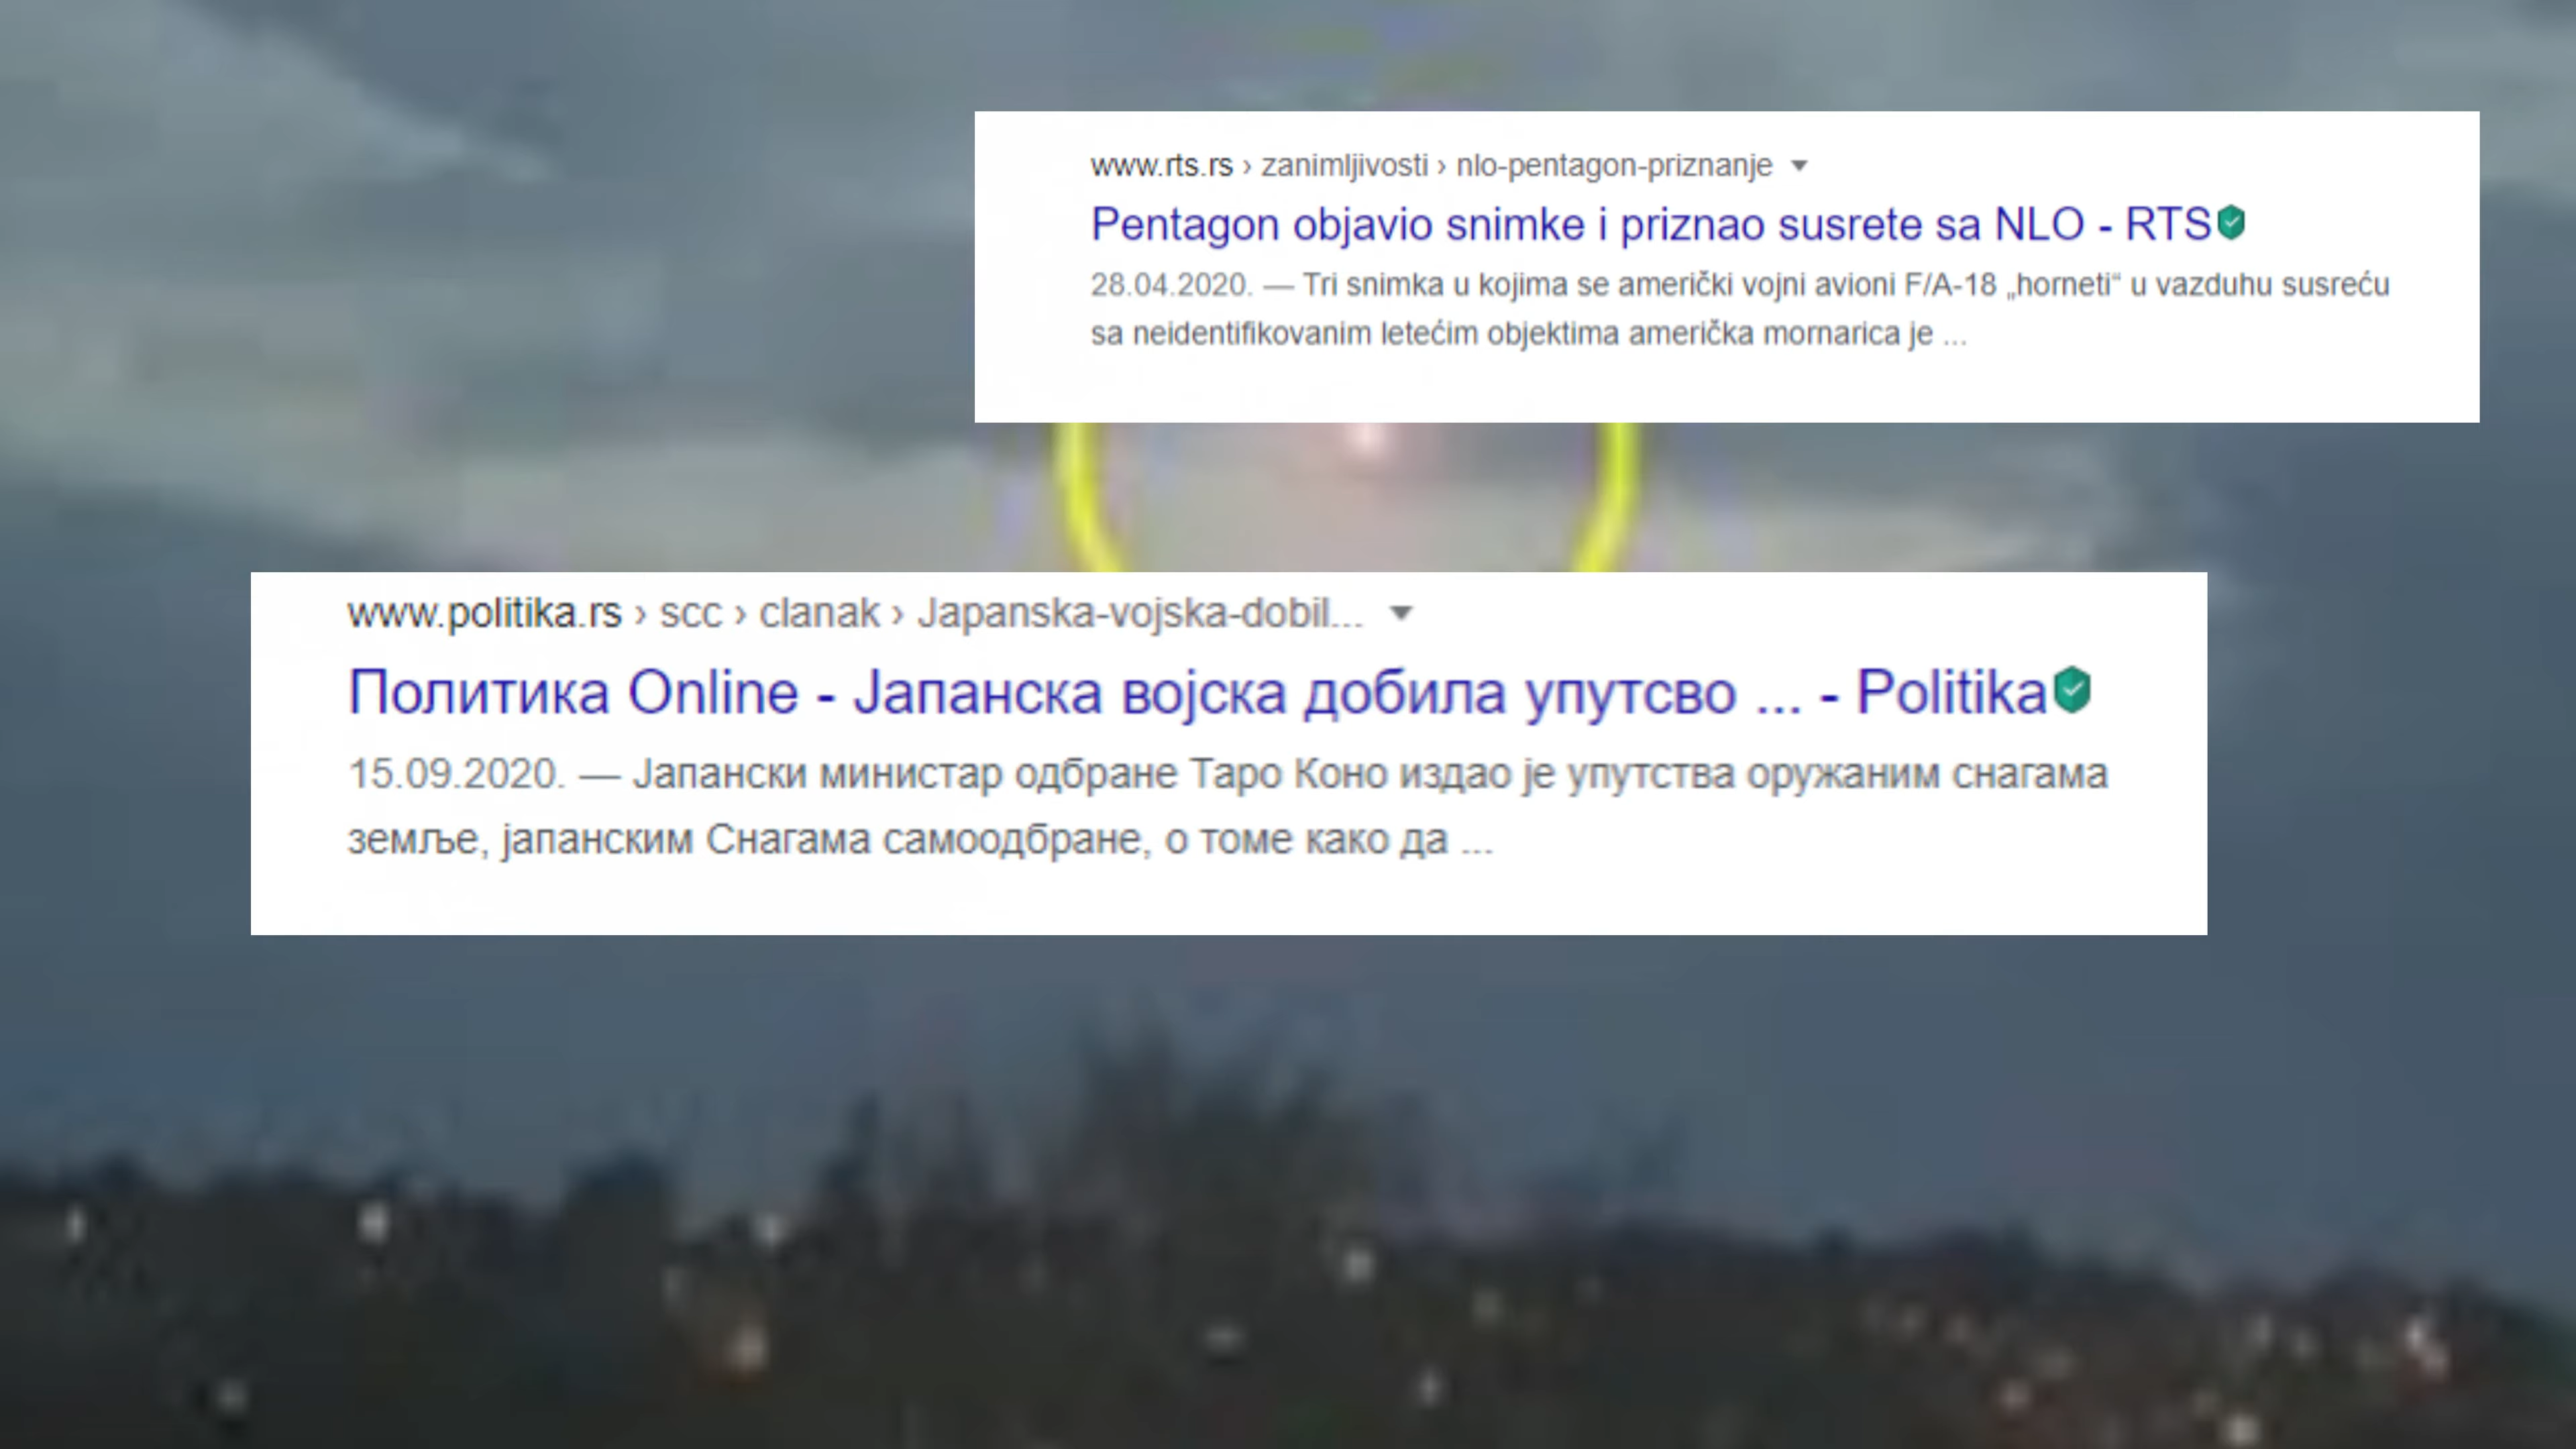 www.rts.rs › zanimljivosti › nlo-pentagon-priznanje
Pentagon objavio snimke i priznao susrete sa NLO - RTS
28.04.2020. — Tri snimka u kojima se američki vojni avioni F/A-18 „horneti“ u vazduhu susreću
sa neidentifikovanim letećim objektima američka mornarica je ...
www.politika.rs › scc › clanak › Japanska-vojska-dobil...
Политика Online - Јапанска војска добила упутсво ... - Politika
15.09.2020. — Јапански министар одбране Таро Коно издао је упутства оружаним снагама
земље, јапанским Снагама самоодбране, о томе како да ...